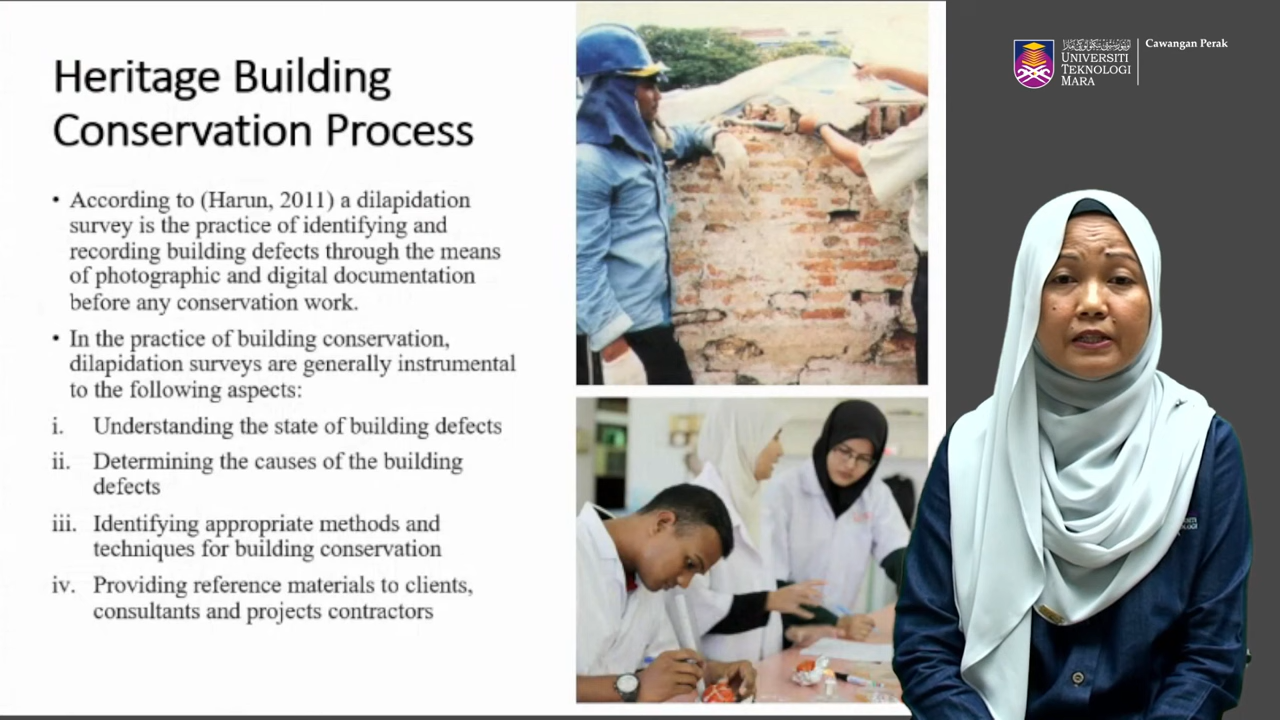 Heritage Building
Conservation Process
• According to (Harun, 2011) a dilapidation
survey is the practice of identifying and
recording building defects through the means
of photographic and digital documentation
before any conservation work.
• In the practice of building conservation,
dilapidation surveys are generally instrumental
to the following aspects:
i. Understanding the state of building defects
ii. Determining the causes of the building
defects
iii. Identifying appropriate methods and
techniques for building conservation
iv. Providing reference materials to clients,
consultants and projects contractors
UNIVERSITI
TEKNOLOGI
MARA
Cawangan Perak